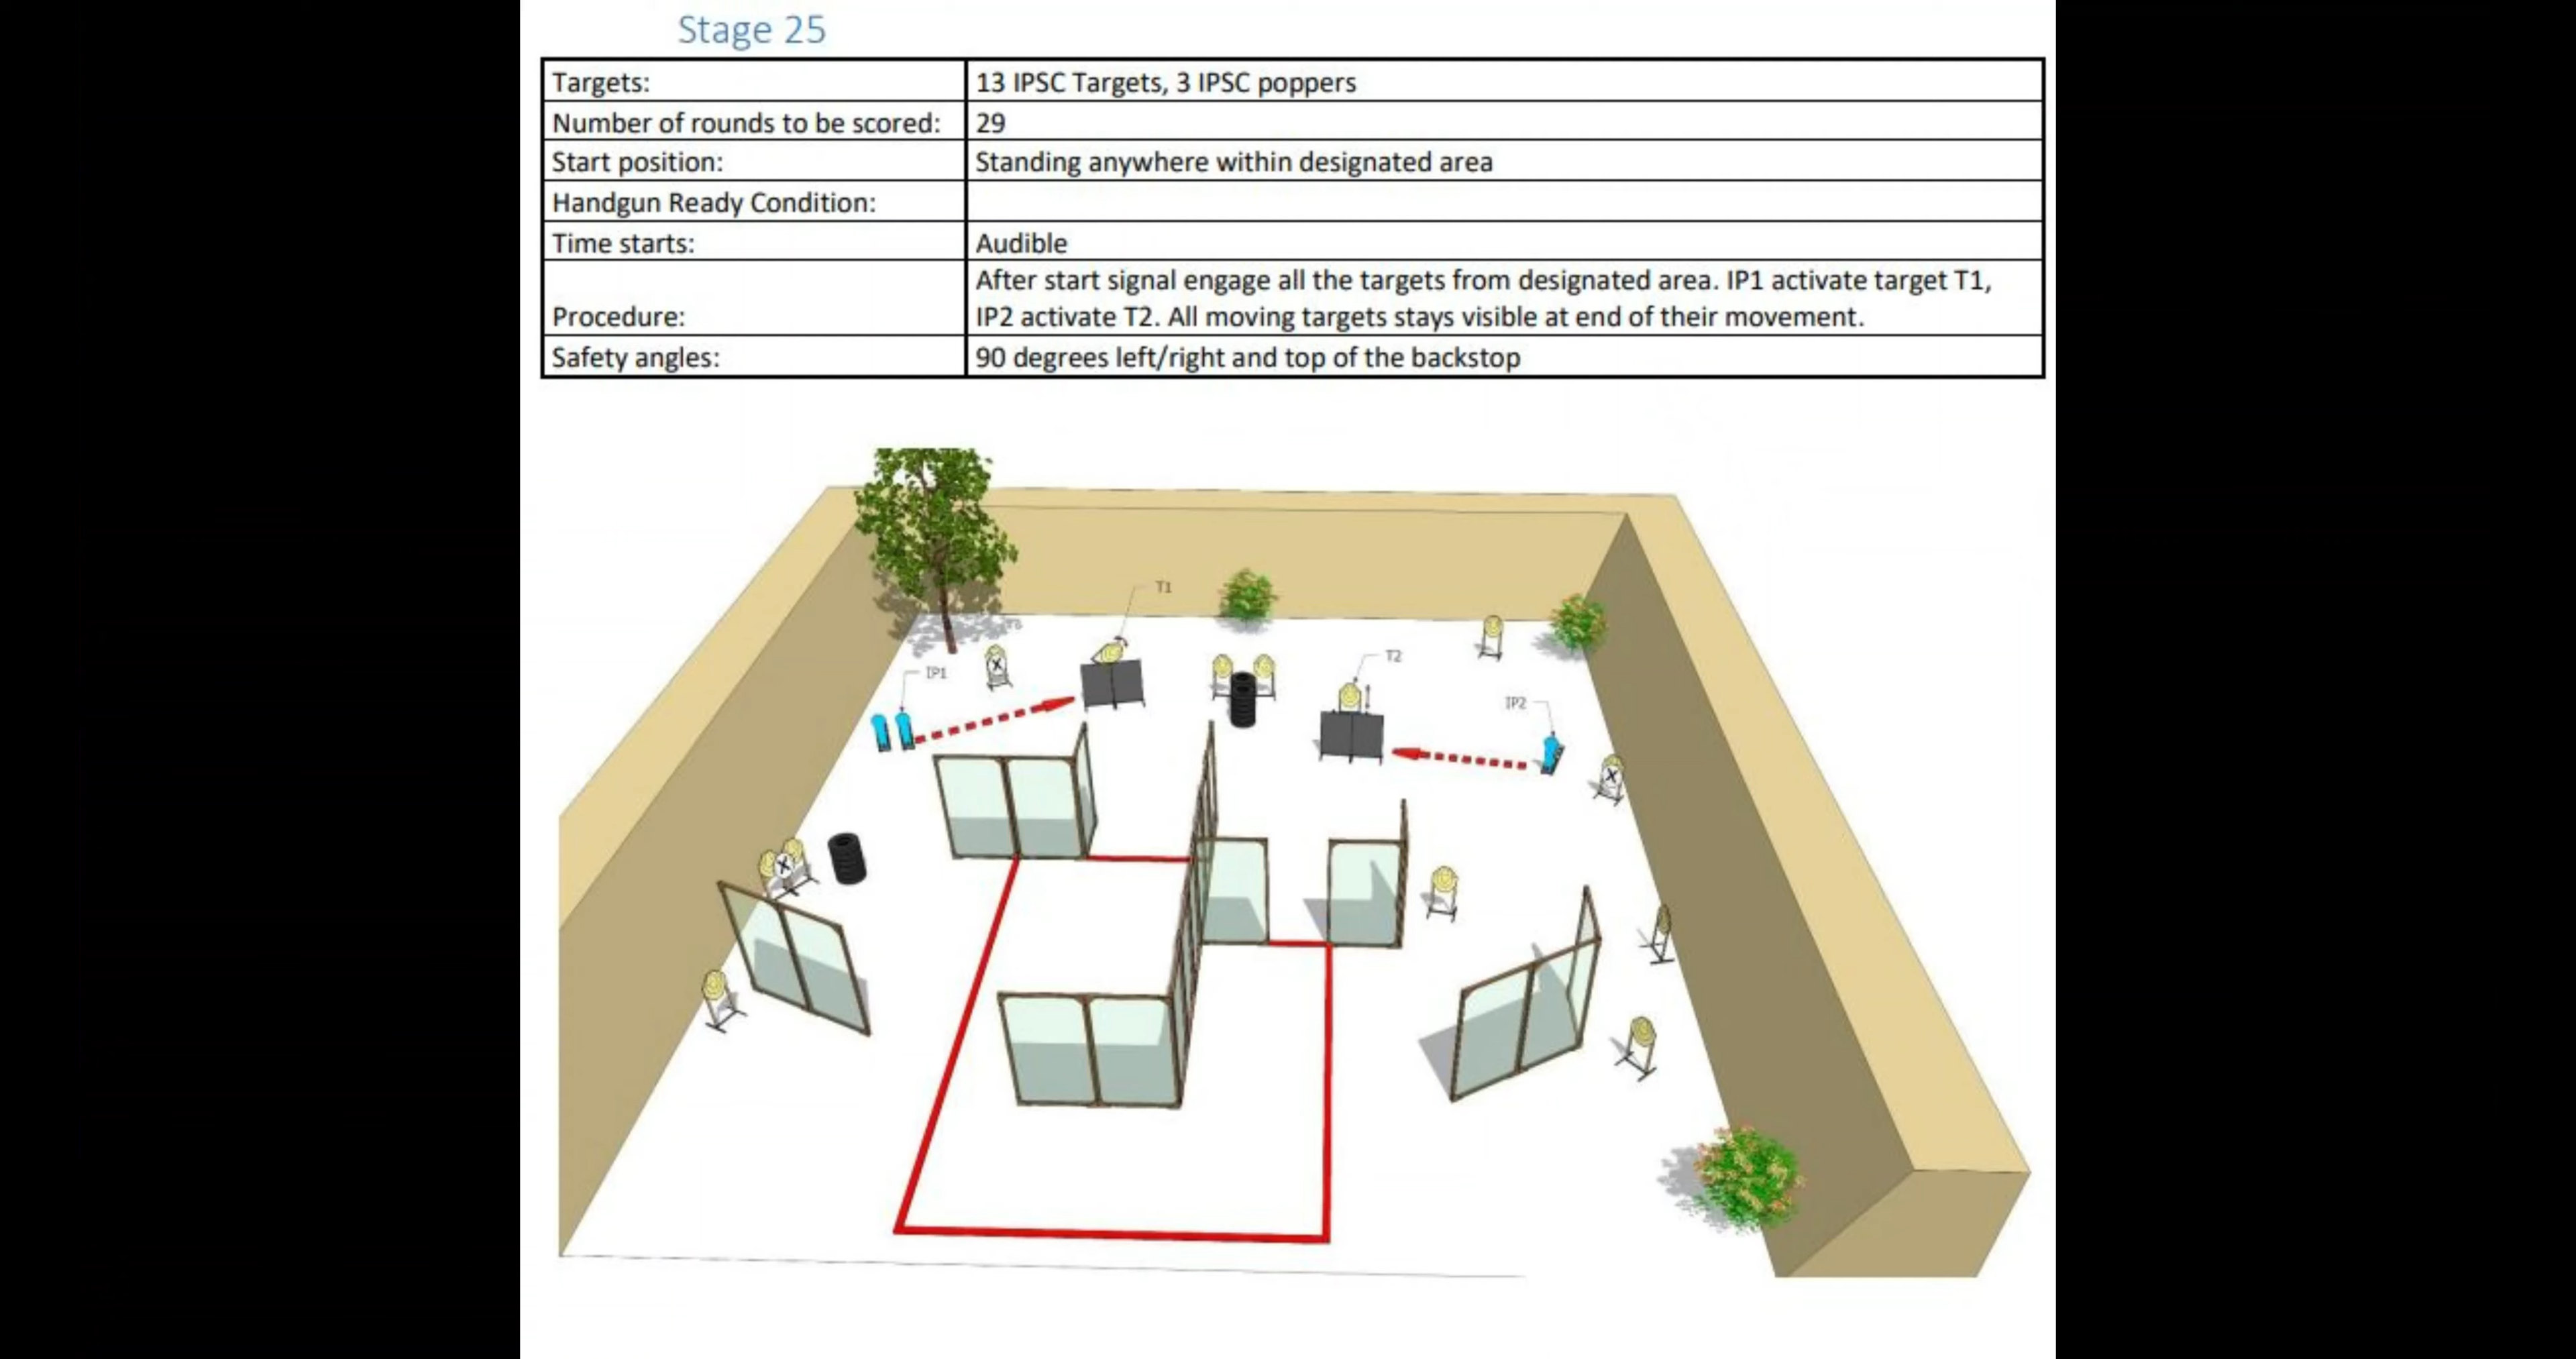 Stage 25
Targets: 13 IPSC Targets, 3 IPSC poppers
Number of rounds to be scored: 29
Start position: Standing anywhere within designated area
Handgun Ready Condition:
Time starts: Audible
After start signal engage all the targets from designated area. IP1 activate target T1,
Procedure: IP2 activate T2. All moving targets stays visible at end of their movement.
Safety angles: 90 degrees left/right and top of the backstop
T1
T2
IP1
IP2
X
X
X